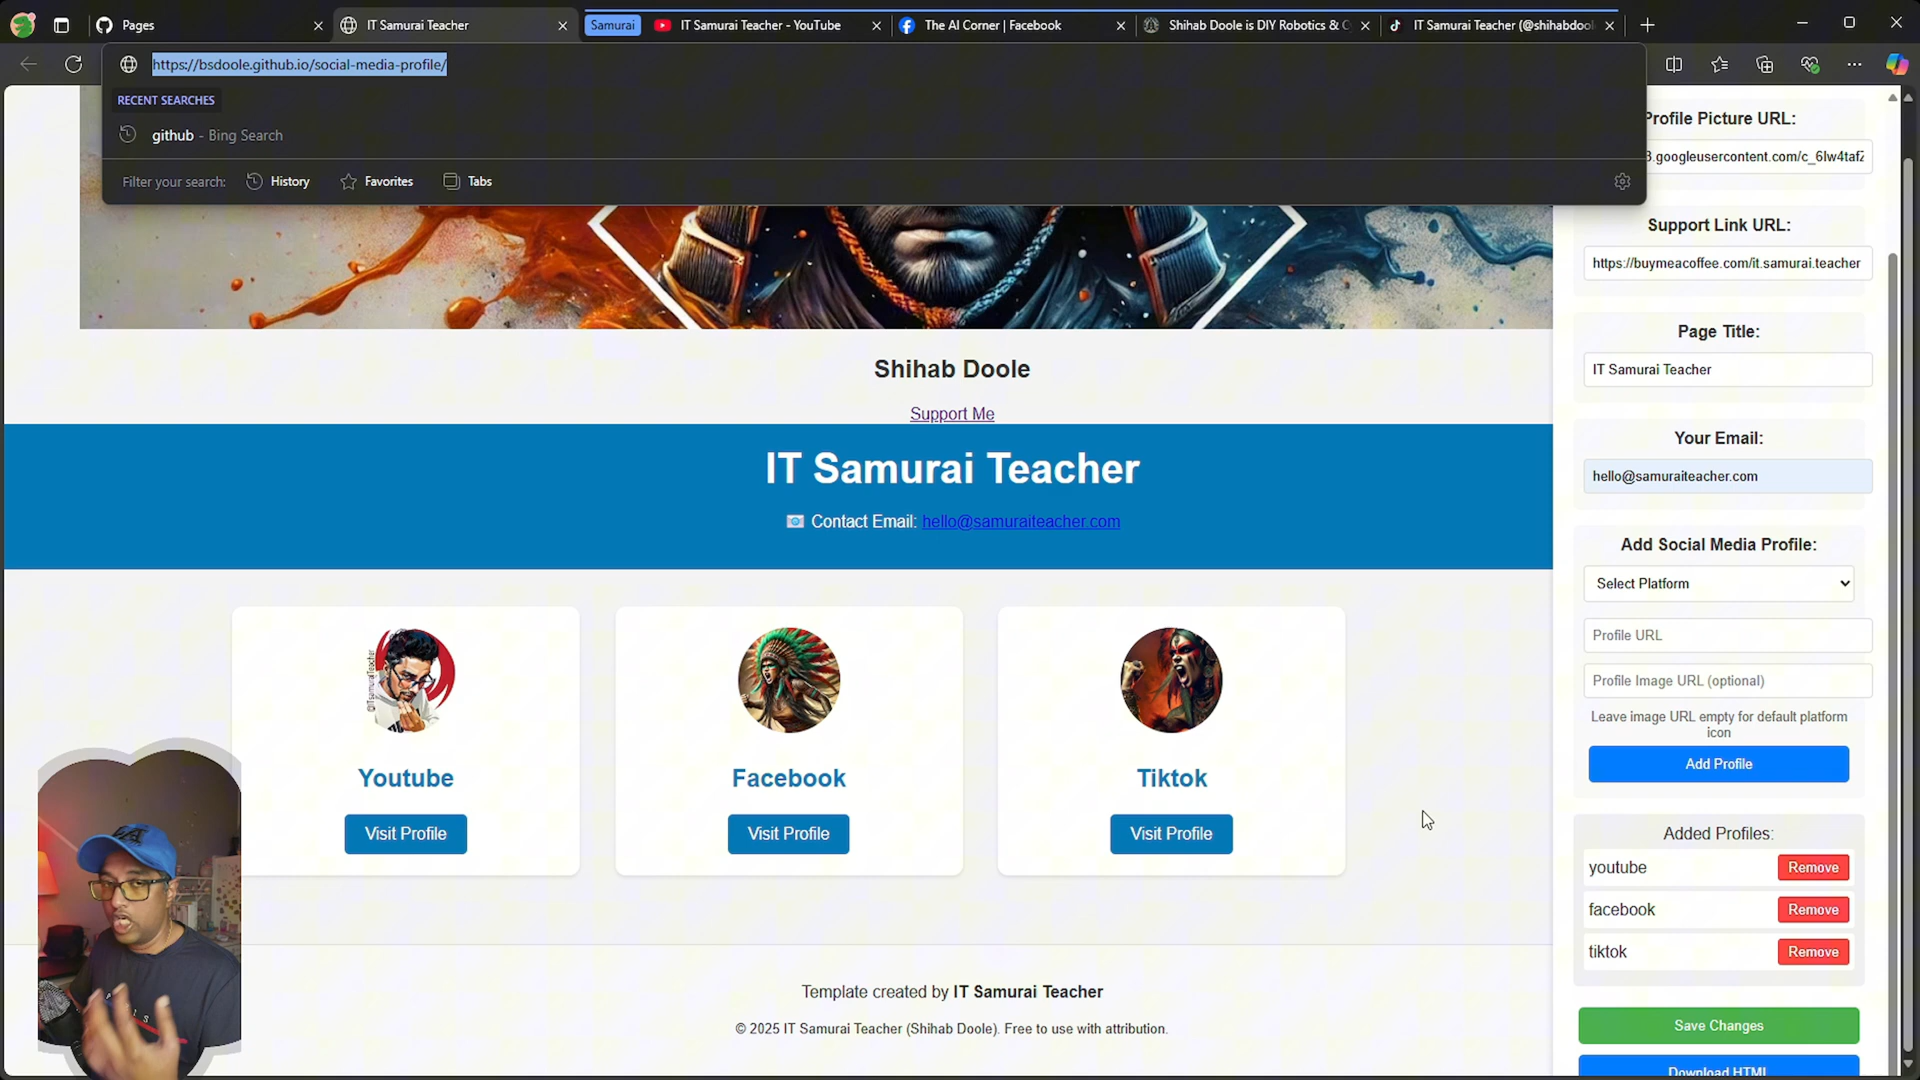 Pages
IT Samurai Teacher
Samurai
IT Samurai Teacher - YouTube
The AI Corner | Facebook
Shihab Doole is DIY Robotics & C
IT Samurai Teacher (@shihabdool
https://bsdoole.github.io/social-media-profile/
RECENT SEARCHES
github - Bing Search
Filter your search:
History
Favorites
Tabs
Shihab Doole
Support Me
IT Samurai Teacher
Contact Email: hello@samuraiteacher.com
Youtube
Visit Profile
Facebook
Visit Profile
Tiktok
Visit Profile
Template created by IT Samurai Teacher
© 2025 IT Samurai Teacher (Shihab Doole). Free to use with attribution.
Profile Picture URL:
3.googleusercontent.com/c_6lw4tafZ
Support Link URL:
https://buymeacoffee.com/it.samurai.teacher
Page Title:
IT Samurai Teacher
Your Email:
hello@samuraiteacher.com
Add Social Media Profile:
Select Platform
Profile URL
Profile Image URL (optional)
Leave image URL empty for default platform
icon
Add Profile
Added Profiles:
youtube
Remove
facebook
Remove
tiktok
Remove
Save Changes
Download HTML